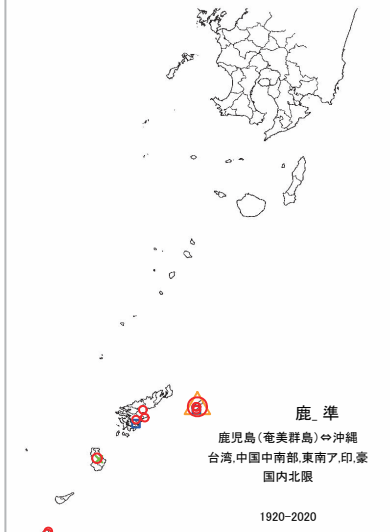 鹿_準
鹿児島(奄美群島)⇔沖縄
台湾,中国中南部,東南ア,印,豪
国内北限
1920-2020